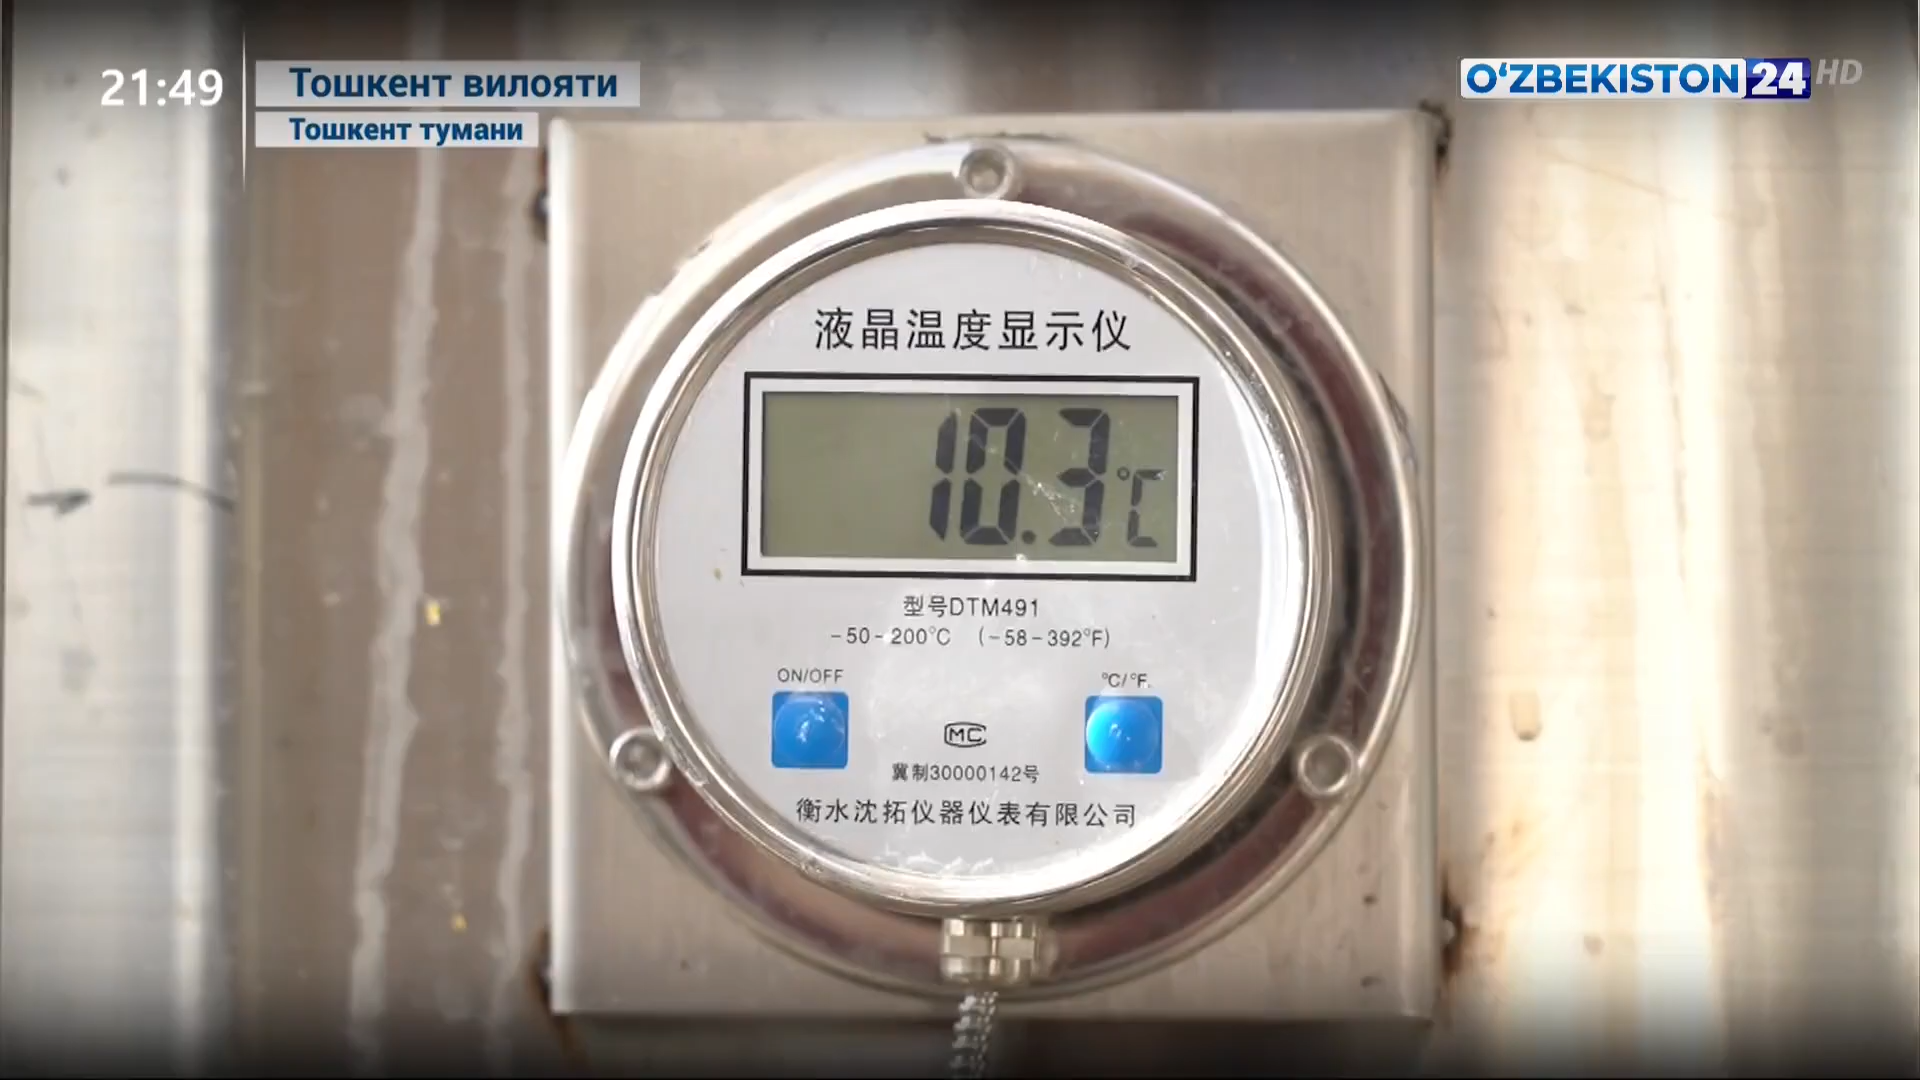 21:49
Тошкент вилояти
Тошкент тумани
O‘ZBEKISTON 24 HD
液晶温度显示仪
10.3°C
型号DTM491
-50-200°C (-58-392°F)
ON/OFF
°C/°F
MC
冀制30000142号
衡水沈拓仪器仪表有限公司